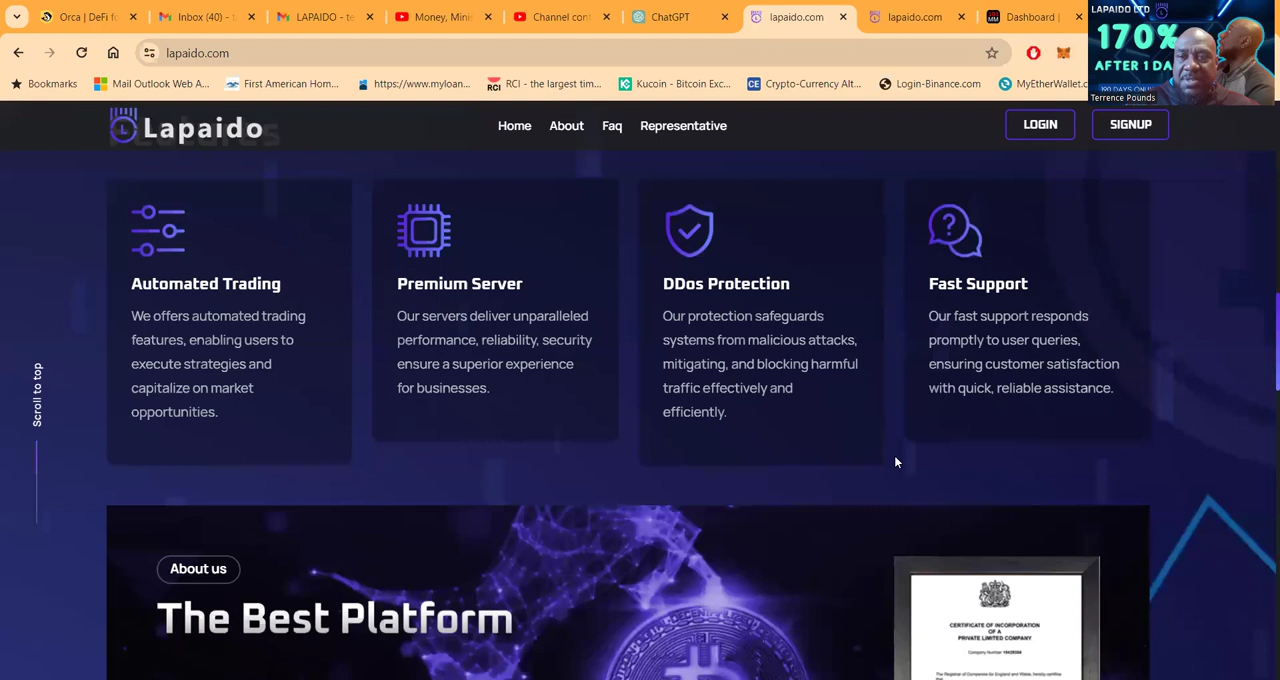 Orca | DeFi fo
Inbox (40) - t
LAPAIDO - te
Money, Mini
Channel cont
ChatGPT
lapaido.com
lapaido.com
Dashboard |
lapaido.com
Bookmarks
Mail Outlook Web A...
First American Hom...
https://www.myloan...
RCI - the largest tim...
Kucoin - Bitcoin Exc...
Crypto-Currency Alt...
Login-Binance.com
MyEtherWallet.c
LAPAIDO LTD
170%
AFTER 1 DA
Terrence Pounds
Lapaido
Home
About
Faq
Representative
LOGIN
SIGNUP
Scroll to top
Automated Trading
We offers automated trading
features, enabling users to
execute strategies and
capitalize on market
opportunities.
Premium Server
Our servers deliver unparalleled
performance, reliability, security
ensure a superior experience
for businesses.
DDos Protection
Our protection safeguards
systems from malicious attacks,
mitigating, and blocking harmful
traffic effectively and
efficiently.
Fast Support
Our fast support responds
promptly to user queries,
ensuring customer satisfaction
with quick, reliable assistance.
About us
The Best Platform
CERTIFICATE OF INCORPORATION
OF A
PRIVATE LIMITED COMPANY